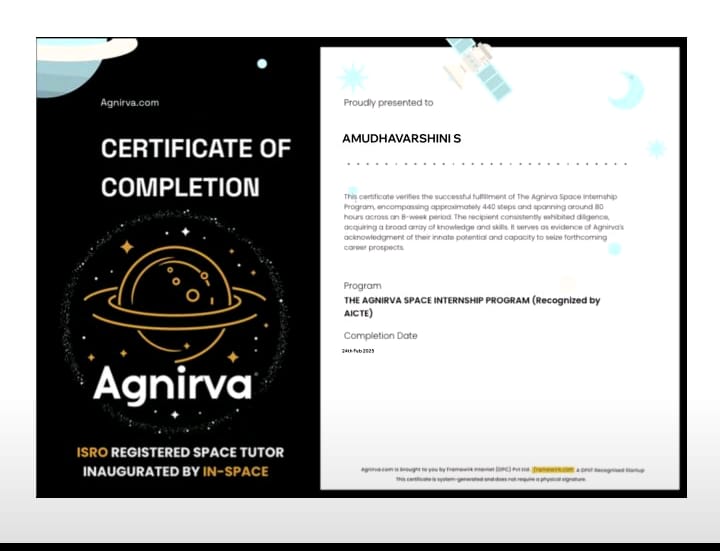 Agnirva.com
CERTIFICATE OF
COMPLETION
Agnirva
ISRO REGISTERED SPACE TUTOR
INAUGURATED BY IN-SPACE
Proudly presented to
AMUDHAVARSHINI S
This certificate verifies the successful fulfillment of The Agnirva Space Internship
Program, encompassing approximately 440 steps and spanning around 80
hours across an 8-week period. The recipient consistently exhibited diligence,
acquiring a broad array of knowledge and skills. It serves as evidence of Agnirva's
acknowledgment of their innate potential and capacity to seize forthcoming
career prospects.
Program
THE AGNIRVA SPACE INTERNSHIP PROGRAM (Recognized by
AICTE)
Completion Date
24th Feb 2025
Agnirva.com is brought to you by Framewirk Internet (OPC) Pvt Ltd. framewirk.com A DPIIT Recognised Startup
This certificate is system-generated and does not require a physical signature.